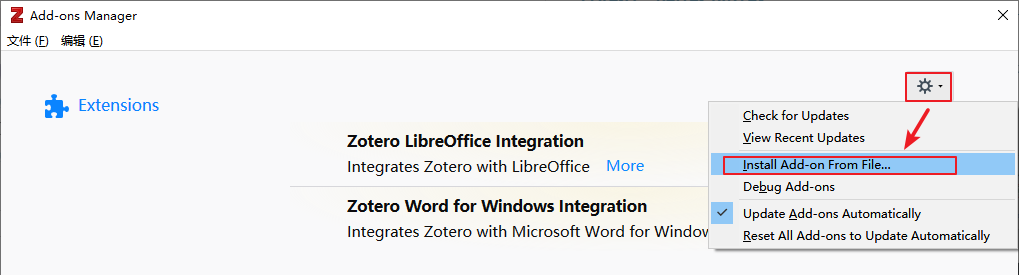 Add-ons Manager
文件 (F) 编辑 (E)
Extensions
Zotero LibreOffice Integration
Integrates Zotero with LibreOffice More
Zotero Word for Windows Integration
Integrates Zotero with Microsoft Word for Window
Check for Updates
View Recent Updates
Install Add-on From File...
Debug Add-ons
Update Add-ons Automatically
Reset All Add-ons to Update Automatically